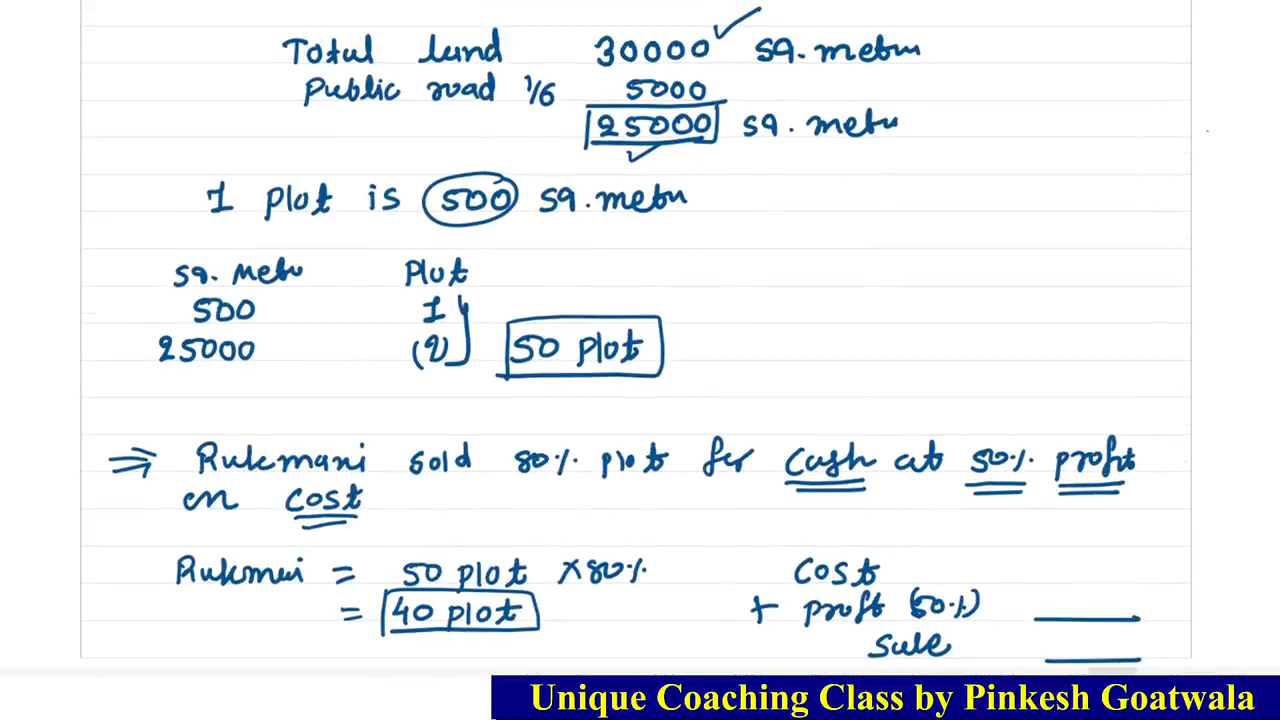 Total land 30000 sq. metre
Public road 1/6 5000
25000 sq. metre
1 plot is 500 sq. metre
sq. metre Plot
500 1
25000 (?)
50 plot
⇒ Rukmani sold 80% plot for cash at 50% profit
on cost
Rukmani = 50 plot × 80% Cost
= 40 plot + profit (50%)
Sale
Unique Coaching Class by Pinkesh Goatwala